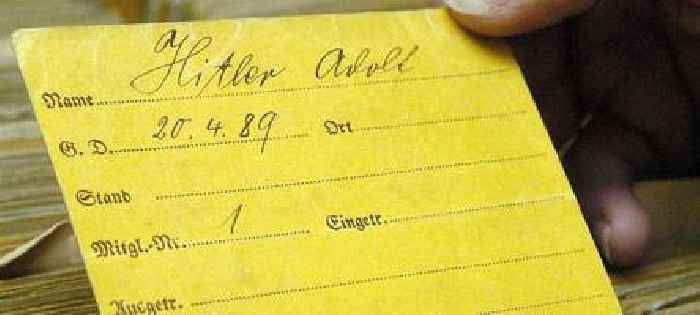 Name Hitler Adolf
G. D. 20.4.89 Ort
Stand
Mitgl.-Nr. 1 Eingetr.
Ausgetr.